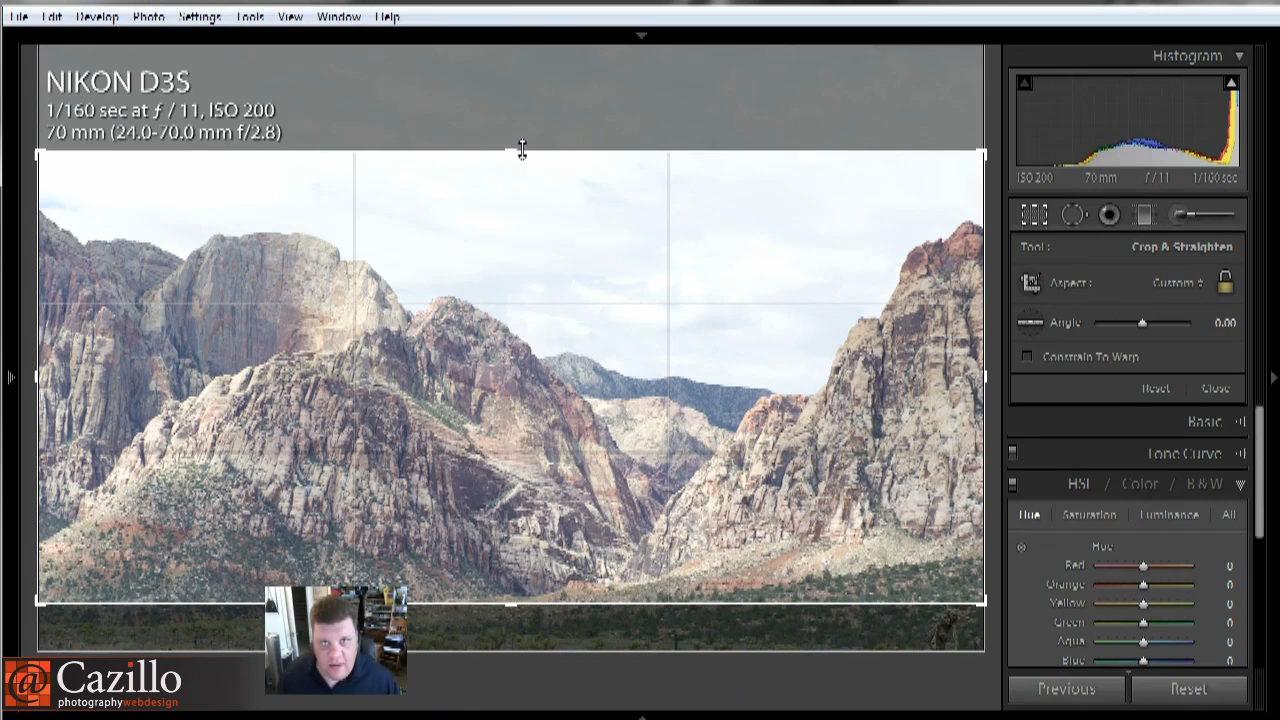 File Edit Develop Photo Settings Tools View Window Help
Histogram
NIKON D3S
1/160 sec at ƒ / 11, ISO 200
70 mm (24.0-70.0 mm f/2.8)
ISO 200 70 mm ƒ / 11 1/160 sec
Tool : Crop & Straighten
Aspect : Custom
Angle 0.00
Constrain To Warp
Reset Close
Basic
Tone Curve
HSL / Color / B & W
Hue Saturation Luminance All
Hue
Red 0
Orange 0
Yellow 0
Green 0
Aqua 0
Blue 0
Previous Reset
@ Cazillo
photographywebdesign